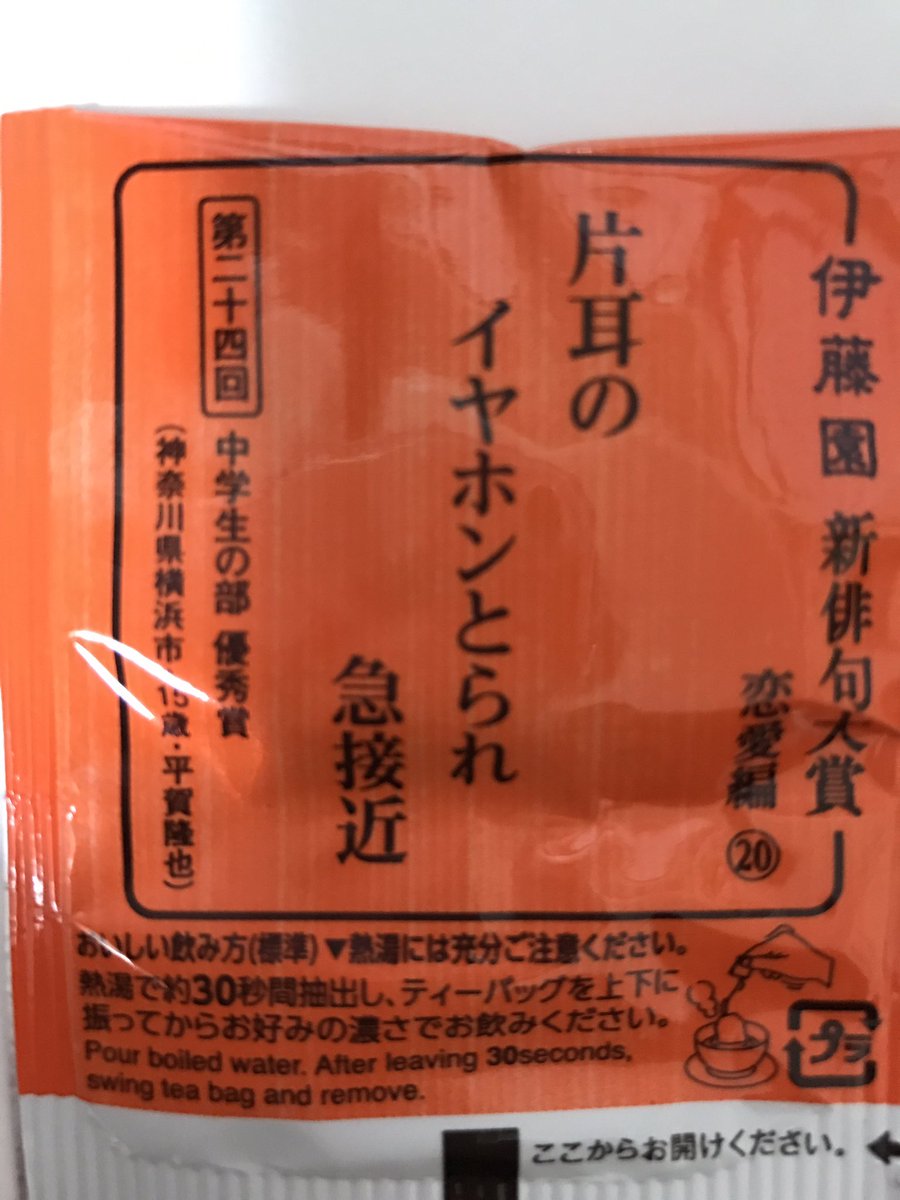 伊藤園 新俳句大賞
恋愛編 ⑳
片耳の
イヤホンとられ
急接近
第二十四回 中学生の部 優秀賞
(神奈川県横浜市 15歳・平賀隆也)
おいしい飲み方(標準)▼熱湯には充分ご注意ください。
熱湯で約30秒間抽出し、ティーバッグを上下に
振ってからお好みの濃さでお飲みください。
Pour boiled water. After leaving 30seconds,
swing tea bag and remove.
プラ
ここからお開けください。